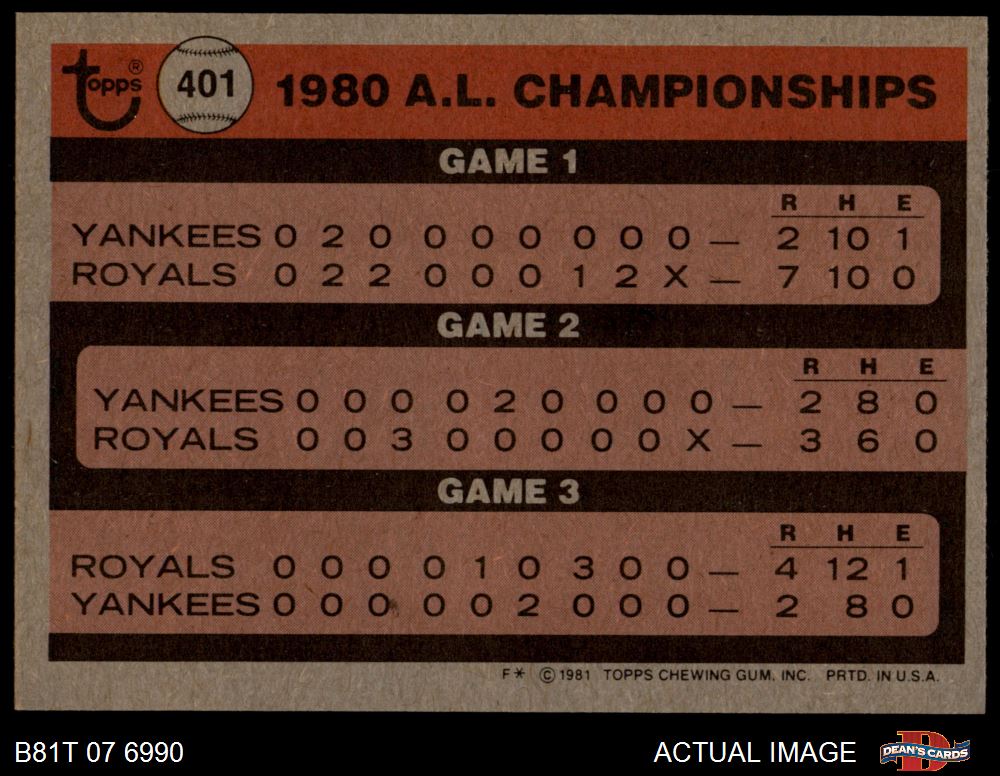 topps® 401 1980 A.L. CHAMPIONSHIPS
GAME 1
R H E
YANKEES 0 2 0 0 0 0 0 0 0 — 2 10 1
ROYALS 0 2 2 0 0 0 1 2 X — 7 10 0
GAME 2
R H E
YANKEES 0 0 0 0 2 0 0 0 0 — 2 8 0
ROYALS 0 0 3 0 0 0 0 0 X — 3 6 0
GAME 3
R H E
ROYALS 0 0 0 0 1 0 3 0 0 — 4 12 1
YANKEES 0 0 0 0 0 2 0 0 0 — 2 8 0
F* © 1981 TOPPS CHEWING GUM, INC. PRTD. IN U.S.A.
B81T 07 6990 ACTUAL IMAGE D DEAN'S CARDS